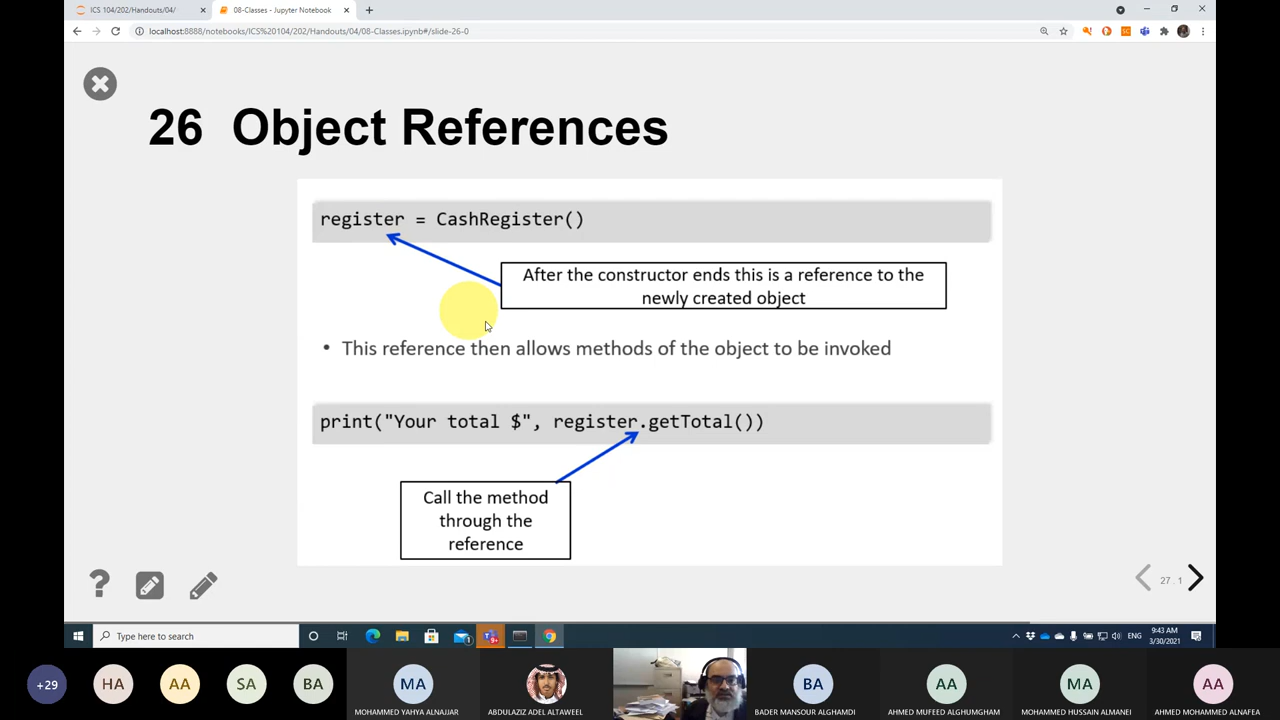 ICS 104/202/Handouts/04/
08-Classes - Jupyter Notebook
localhost:8888/notebooks/ICS%20104/202/Handouts/04/08-Classes.ipynb#/slide-26-0
26 Object References
register = CashRegister()
After the constructor ends this is a reference to the
newly created object
• This reference then allows methods of the object to be invoked
print("Your total $", register.getTotal())
Call the method
through the
reference
27.1
Type here to search
ENG
9:43 AM
3/30/2021
+29
HA
AA
SA
BA
MA
MOHAMMED YAHYA ALNAJJAR
ABDULAZIZ ADEL ALTAWEEL
BA
BADER MANSOUR ALGHAMDI
AA
AHMED MUFEED ALGHUMGHAM
MA
MOHAMMED HUSSAIN ALMANEI
AA
AHMED MOHAMMED ALNAFEA